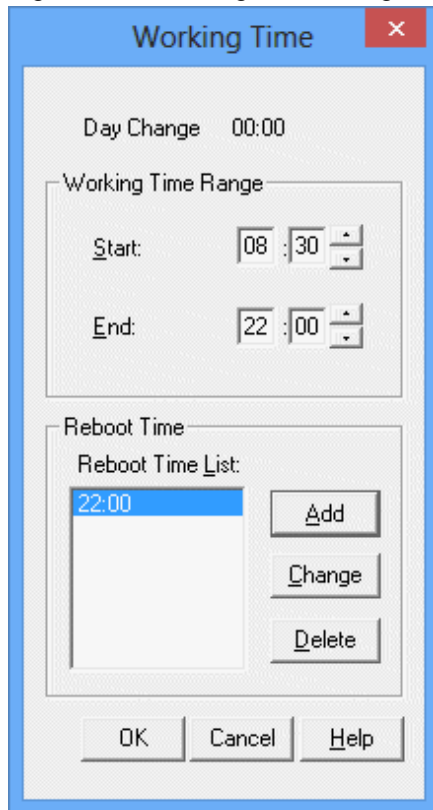 Working Time
Day Change 00:00
Working Time Range
Start: 08 : 30
End: 22 : 00
Reboot Time
Reboot Time List:
22:00
Add
Change
Delete
OK Cancel Help